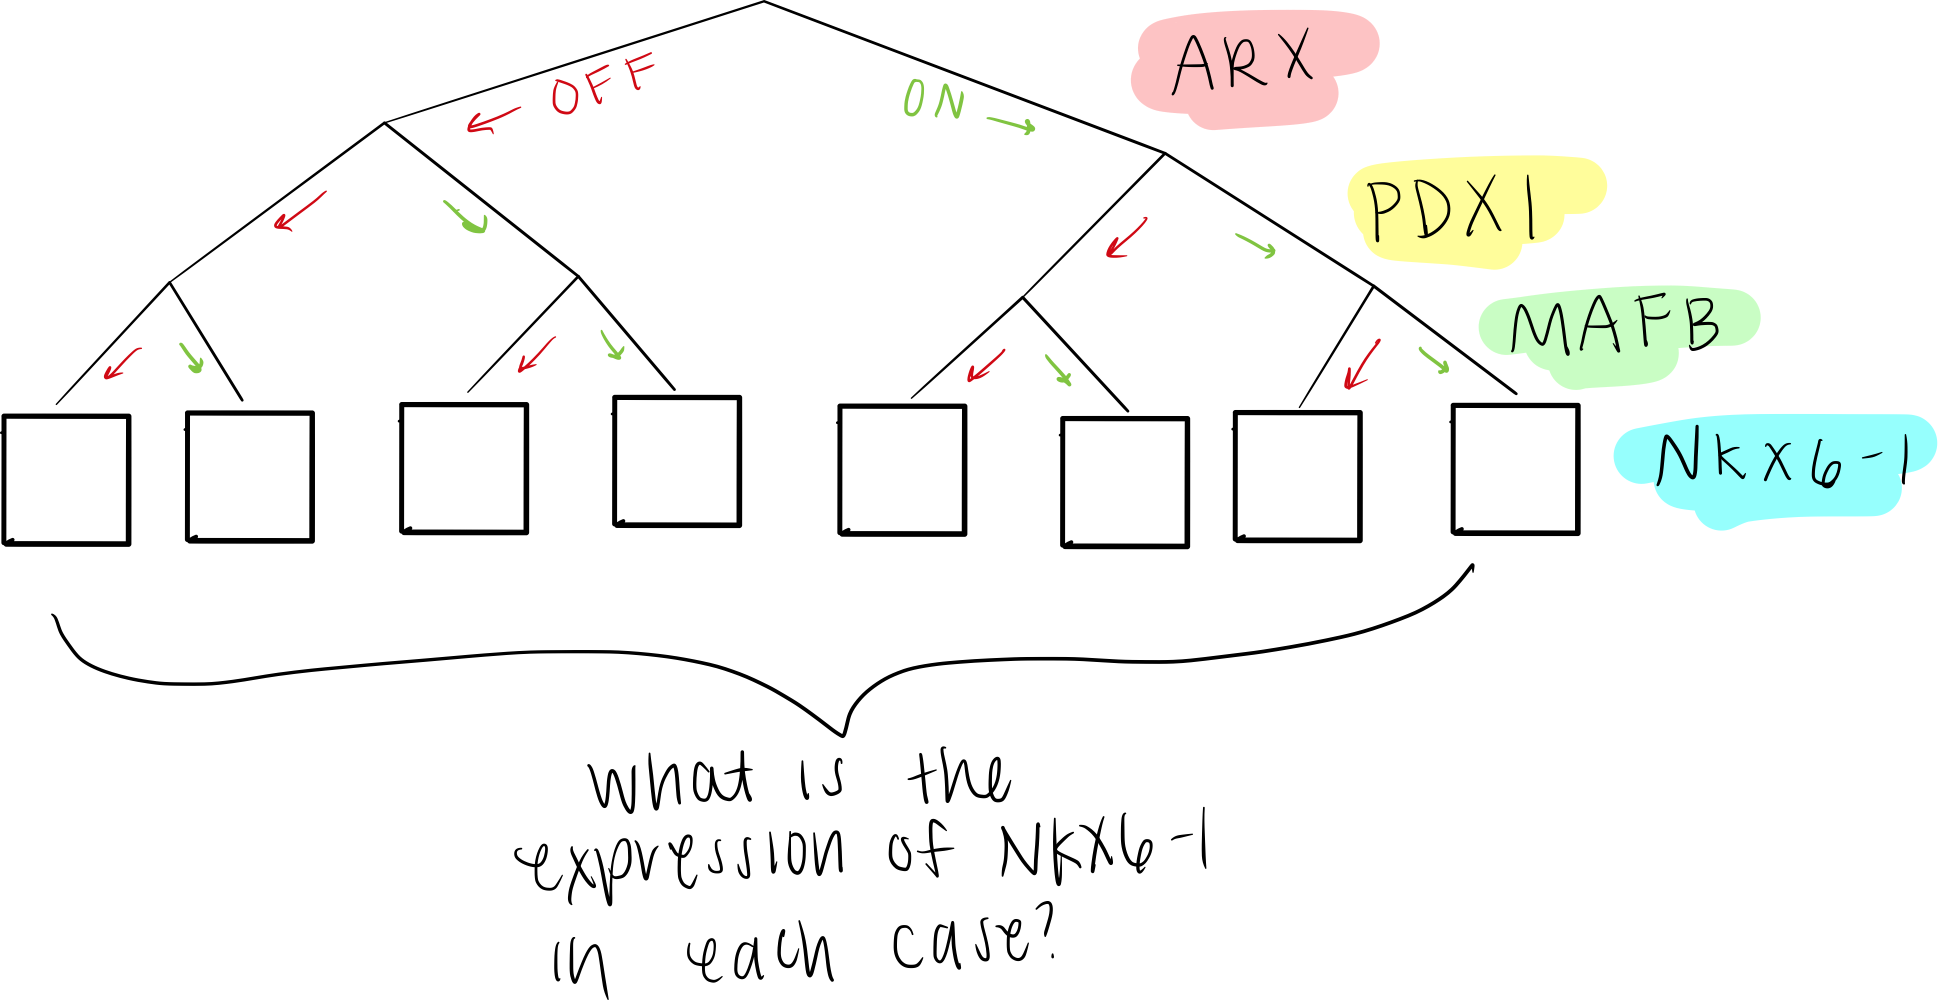 OFF
ON
ARX
PDX1
MAFB
NKX6-1
what is the
expression of NKX6-1
in each case?